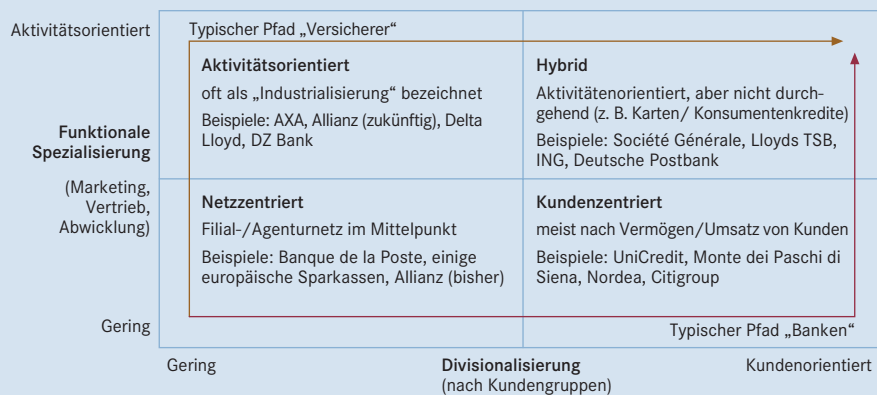 Aktivitätsorientiert
Typischer Pfad „Versicherer“
Aktivitätsorientiert
oft als „Industrialisierung“ bezeichnet
Beispiele: AXA, Allianz (zukünftig), Delta
Lloyd, DZ Bank
Hybrid
Aktivitätenorientiert, aber nicht durch-
gehend (z. B. Karten/ Konsumentenkredite)
Beispiele: Société Générale, Lloyds TSB,
ING, Deutsche Postbank
Funktionale
Spezialisierung
(Marketing,
Vertrieb,
Abwicklung)
Netzzentriert
Filial-/Agenturnetz im Mittelpunkt
Beispiele: Banque de la Poste, einige
europäische Sparkassen, Allianz (bisher)
Kundenzentriert
meist nach Vermögen/Umsatz von Kunden
Beispiele: UniCredit, Monte dei Paschi di
Siena, Nordea, Citigroup
Gering
Typischer Pfad „Banken“
Gering
Divisionalisierung
(nach Kundengruppen)
Kundenorientiert